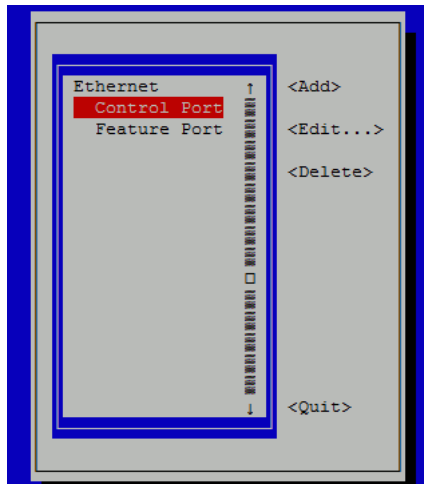 Ethernet ↑ <Add>
Control Port
Feature Port <Edit...>
<Delete>
↓ <Quit>